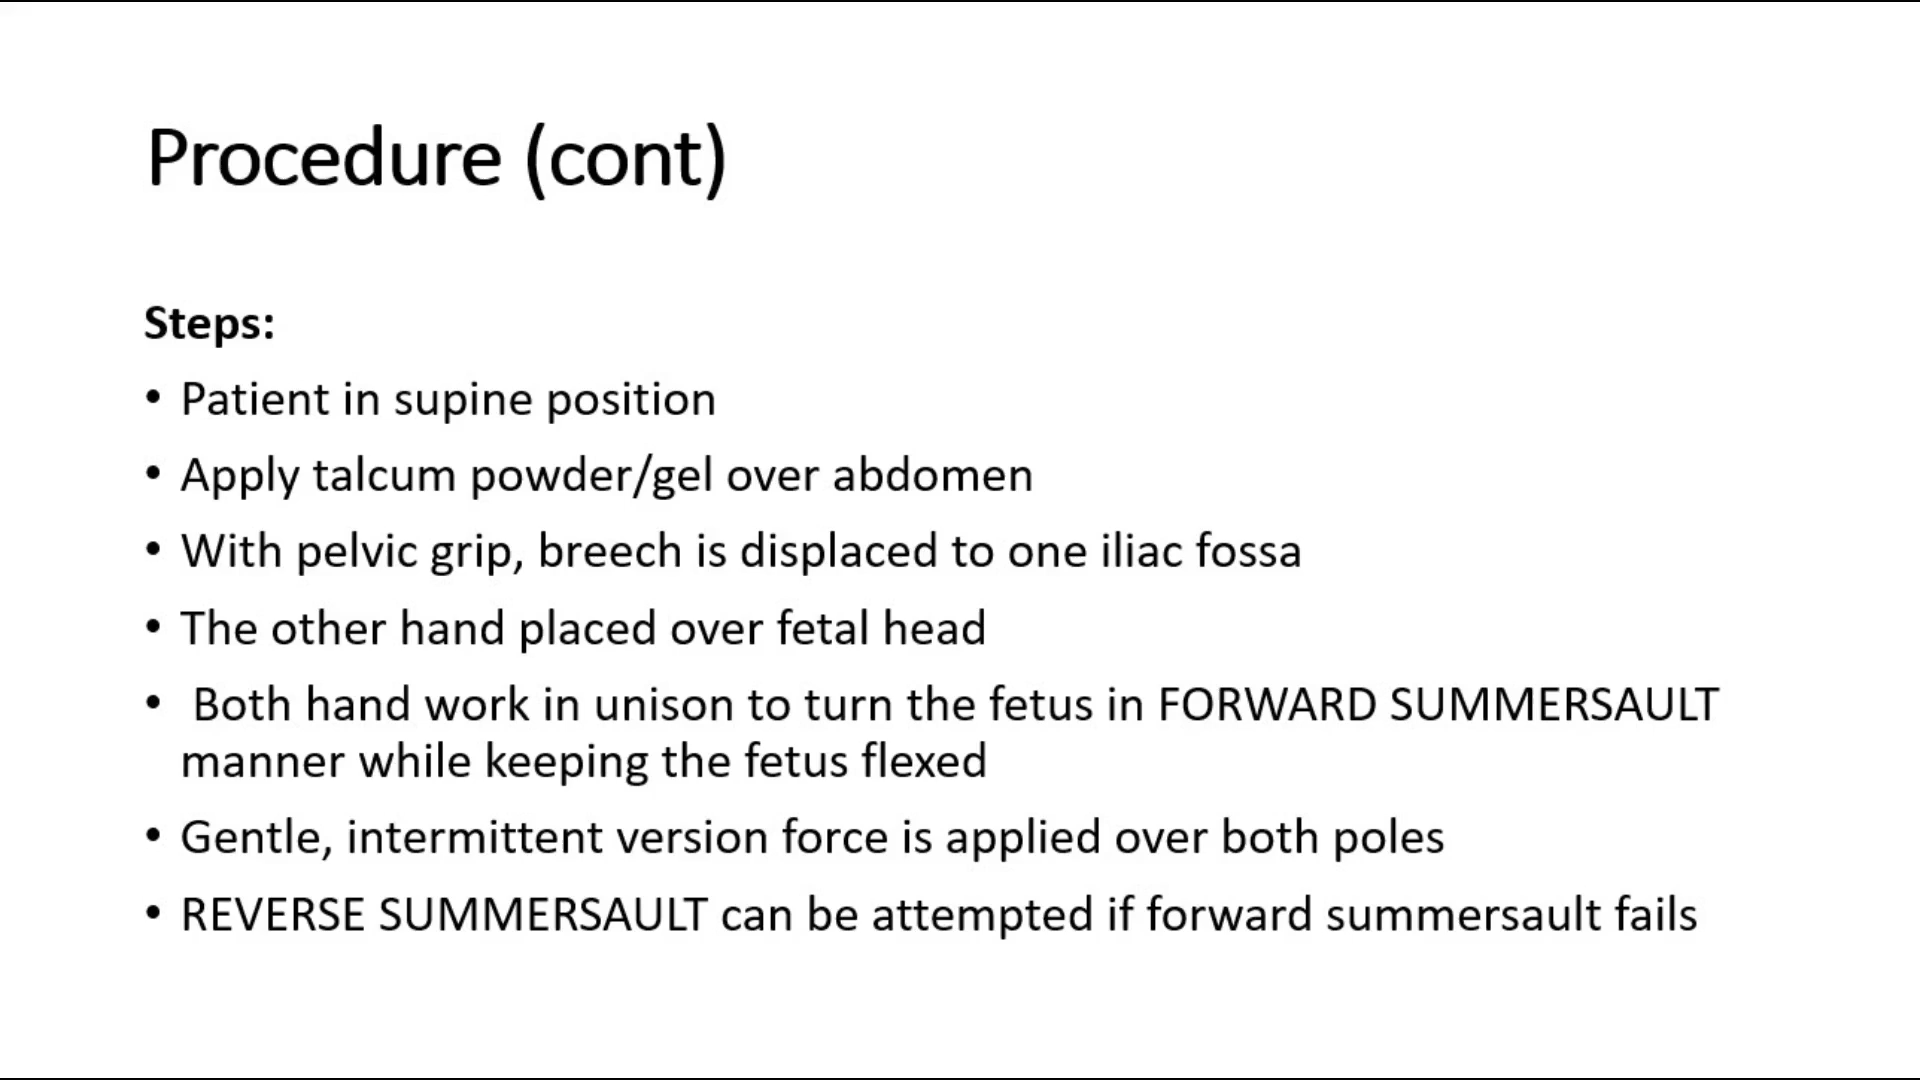 Procedure (cont)
Steps:
• Patient in supine position
• Apply talcum powder/gel over abdomen
• With pelvic grip, breech is displaced to one iliac fossa
• The other hand placed over fetal head
• Both hand work in unison to turn the fetus in FORWARD SUMMERSAULT
manner while keeping the fetus flexed
• Gentle, intermittent version force is applied over both poles
• REVERSE SUMMERSAULT can be attempted if forward summersault fails